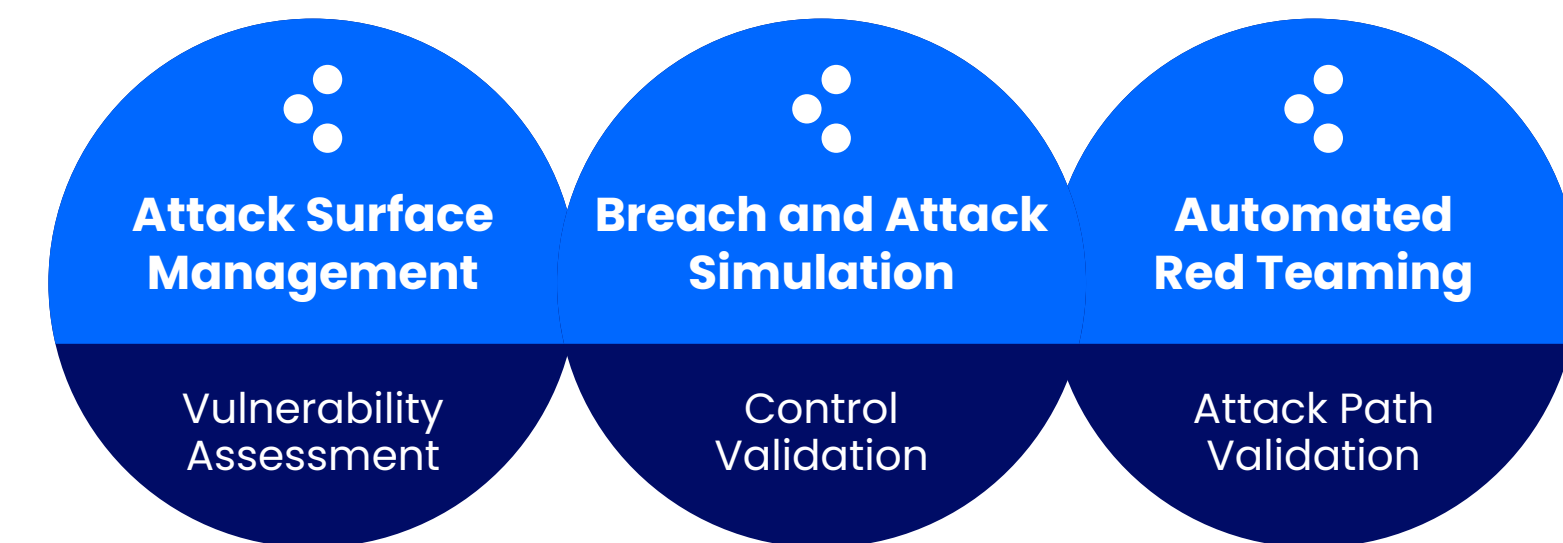 Attack Surface
Management
Vulnerability
Assessment
Breach and Attack
Simulation
Control
Validation
Automated
Red Teaming
Attack Path
Validation